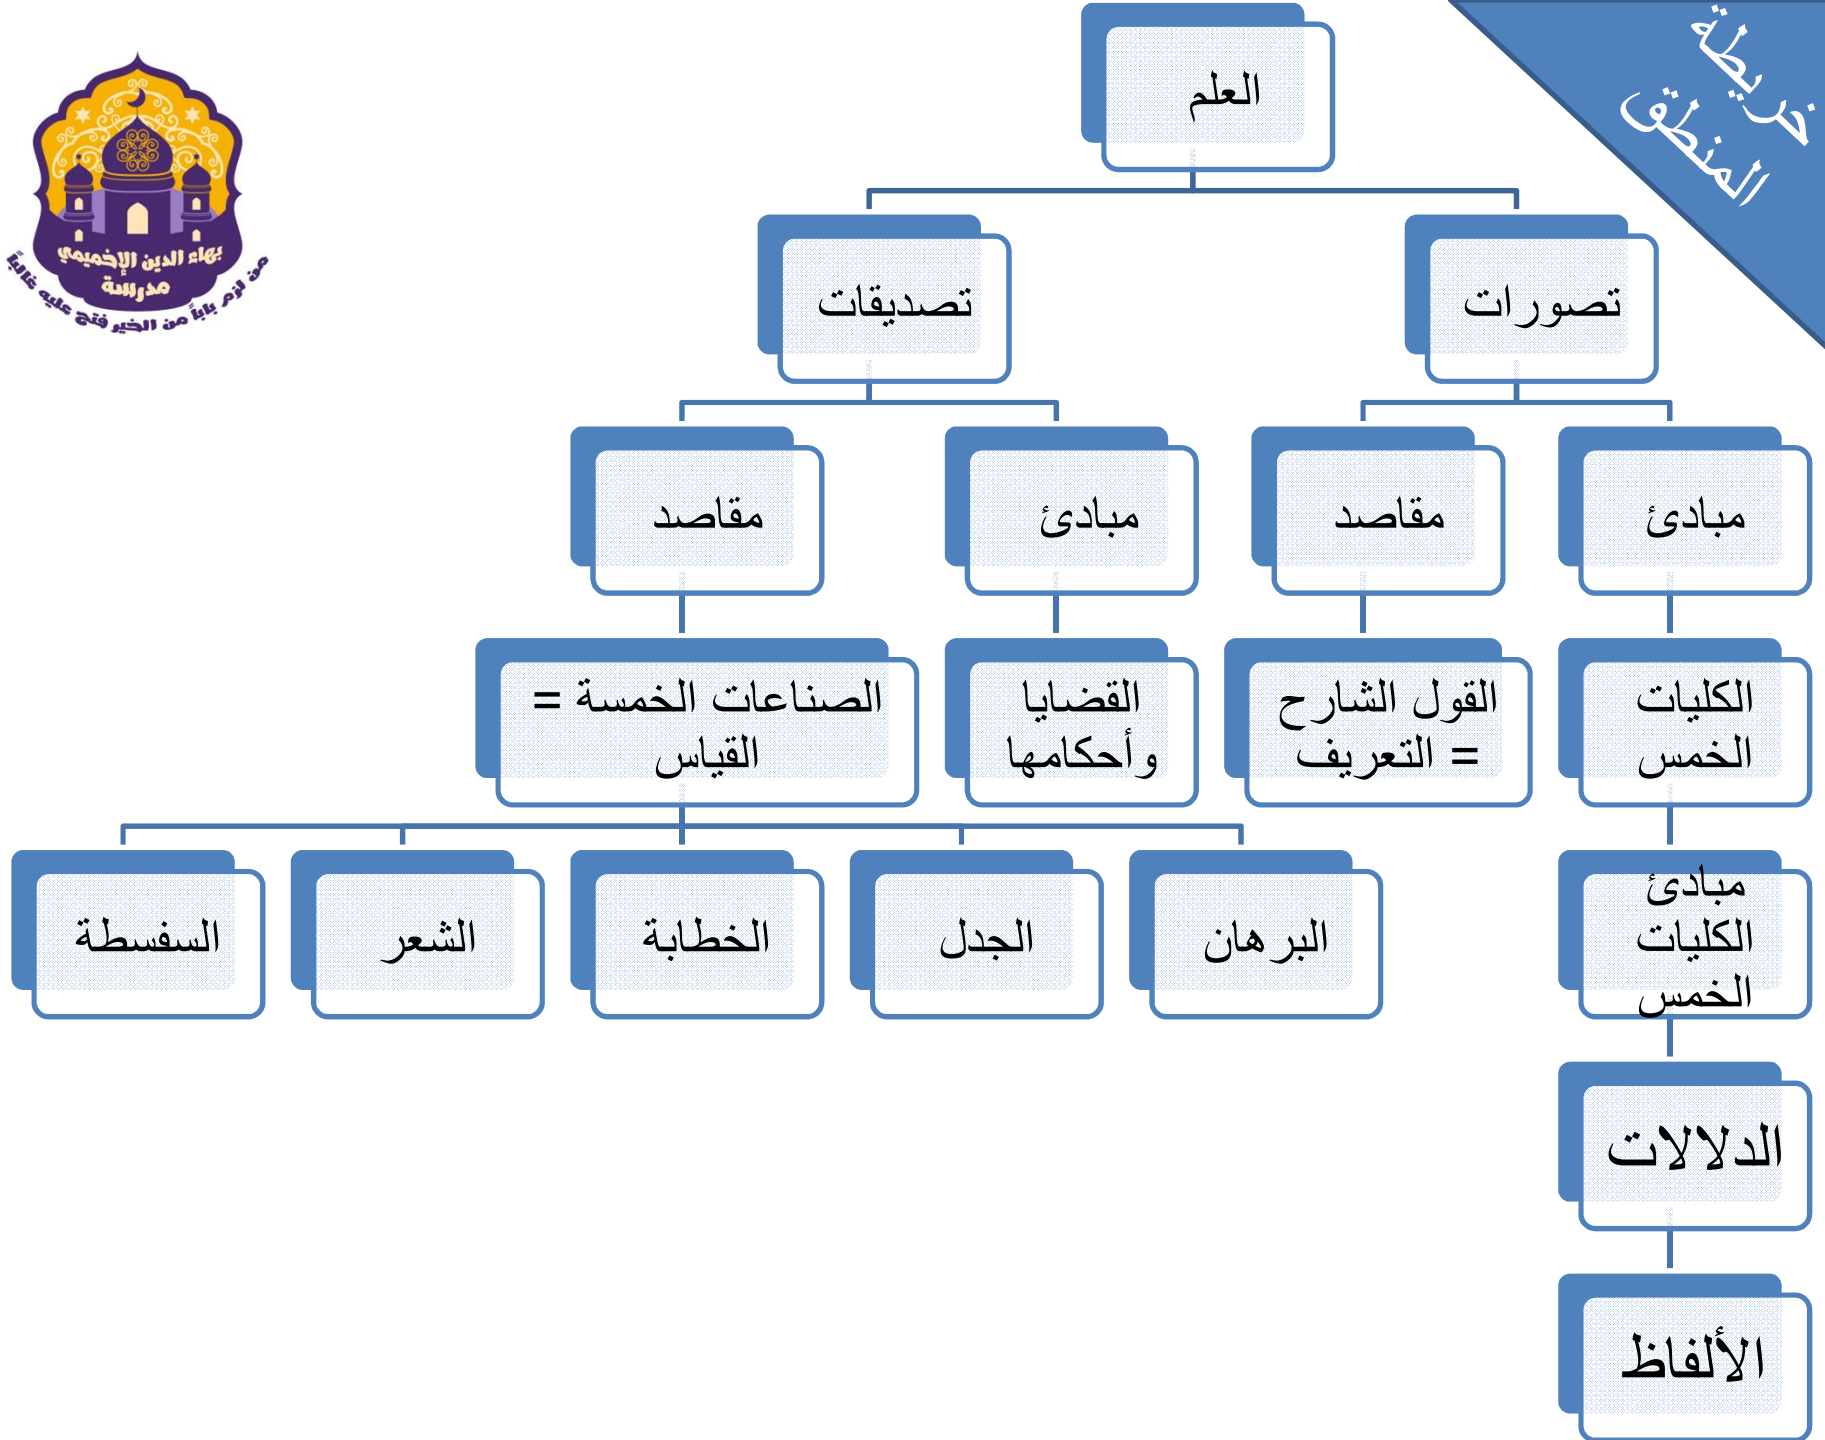 خريطة
المنطق
بهاء الدين الإخميمي
مدرسة
من لزم باباً من الخير فتح عليه غالباً
العلم
تصورات
تصديقات
مبادئ
مقاصد
مبادئ
مقاصد
الكليات
الخمس
القول الشارح
= التعريف
القضايا
وأحكامها
الصناعات الخمسة =
القياس
مبادئ
الكليات
الخمس
البرهان
الجدل
الخطابة
الشعر
السفسطة
الدلالات
الألفاظ